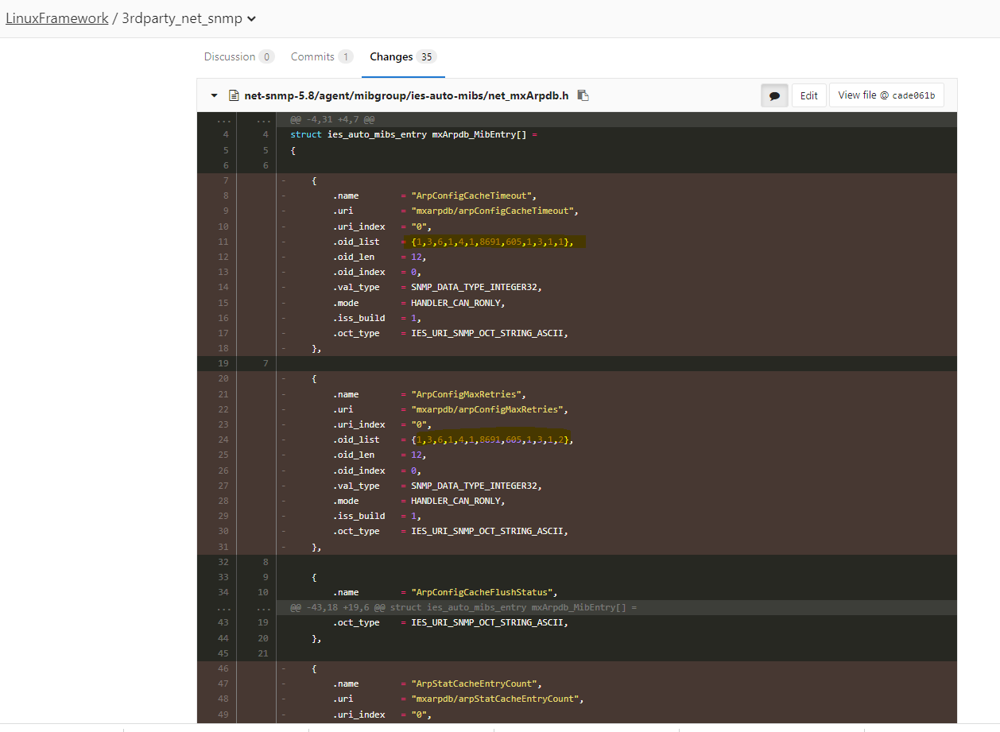 LinuxFramework / 3rdparty_net_snmp
Discussion 0 Commits 1 Changes 35
net-snmp-5.8/agent/mibgroup/ies-auto-mibs/net_mxArpdb.h Edit View file @ cade061b
... ... @@ -4,31 +4,7 @@
4 4 struct ies_auto_mibs_entry mxArpdb_MibEntry[] =
5 5 {
6 6
7 - {
8 - .name = "ArpConfigCacheTimeout",
9 - .uri = "mxarpdb/arpConfigCacheTimeout",
10 - .uri_index = "0",
11 - .oid_list = {1,3,6,1,4,1,8691,605,1,3,1,1},
12 - .oid_len = 12,
13 - .oid_index = 0,
14 - .val_type = SNMP_DATA_TYPE_INTEGER32,
15 - .mode = HANDLER_CAN_RONLY,
16 - .iss_build = 1,
17 - .oct_type = IES_URI_SNMP_OCT_STRING_ASCII,
18 - },
19 7
20 - {
21 - .name = "ArpConfigMaxRetries",
22 - .uri = "mxarpdb/arpConfigMaxRetries",
23 - .uri_index = "0",
24 - .oid_list = {1,3,6,1,4,1,8691,605,1,3,1,2},
25 - .oid_len = 12,
26 - .oid_index = 0,
27 - .val_type = SNMP_DATA_TYPE_INTEGER32,
28 - .mode = HANDLER_CAN_RONLY,
29 - .iss_build = 1,
30 - .oct_type = IES_URI_SNMP_OCT_STRING_ASCII,
31 - },
32 8
33 9 {
34 10 .name = "ArpConfigCacheFlushStatus",
... ... @@ -43,18 +19,6 @@ struct ies_auto_mibs_entry mxArpdb_MibEntry[] =
43 19 .oct_type = IES_URI_SNMP_OCT_STRING_ASCII,
44 20 },
45 21
46 - {
47 - .name = "ArpStatCacheEntryCount",
48 - .uri = "mxarpdb/arpStatCacheEntryCount",
49 - .uri_index = "0",